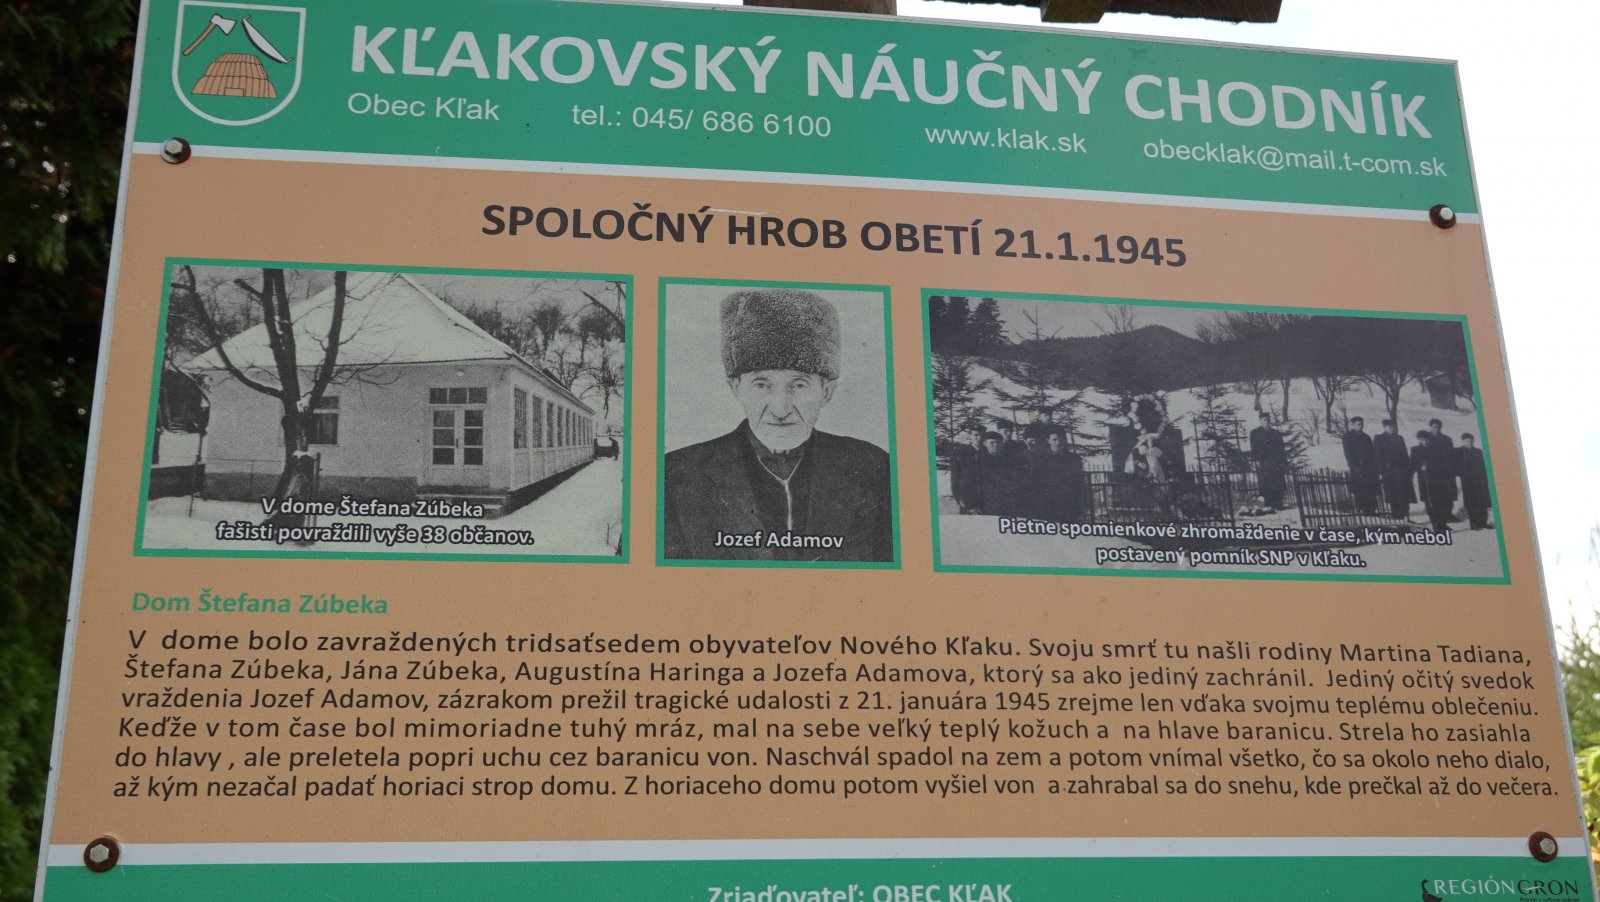 KĽAKOVSKÝ NÁUČNÝ CHODNÍK
Obec Kľak tel.: 045/ 686 6100 www.klak.sk obecklak@mail.t-com.sk
SPOLOČNÝ HROB OBETÍ 21.1.1945
V dome Štefana Zúbeka
fašisti povraždili vyše 38 občanov.
Jozef Adamov
Pietne spomienkové zhromaždenie v čase, kým nebol
postavený pomník SNP v Kľaku.
Dom Štefana Zúbeka
V dome bolo zavraždených tridsaťsedem obyvateľov Nového Kľaku. Svoju smrť tu našli rodiny Martina Tadiana,
Štefana Zúbeka, Jána Zúbeka, Augustína Haringa a Jozefa Adamova, ktorý sa ako jediný zachránil. Jediný očitý svedok
vraždenia Jozef Adamov, zázrakom prežil tragické udalosti z 21. januára 1945 zrejme len vďaka svojmu teplému oblečeniu.
Keďže v tom čase bol mimoriadne tuhý mráz, mal na sebe veľký teplý kožuch a na hlave baranicu. Strela ho zasiahla
do hlavy , ale preletela popri uchu cez baranicu von. Naschvál spadol na zem a potom vnímal všetko, čo sa okolo neho dialo,
až kým nezačal padať horiaci strop domu. Z horiaceho domu potom vyšiel von a zahrabal sa do snehu, kde prečkal až do večera.
Zriaďovateľ: OBEC KĽAK
REGIÓN GRON